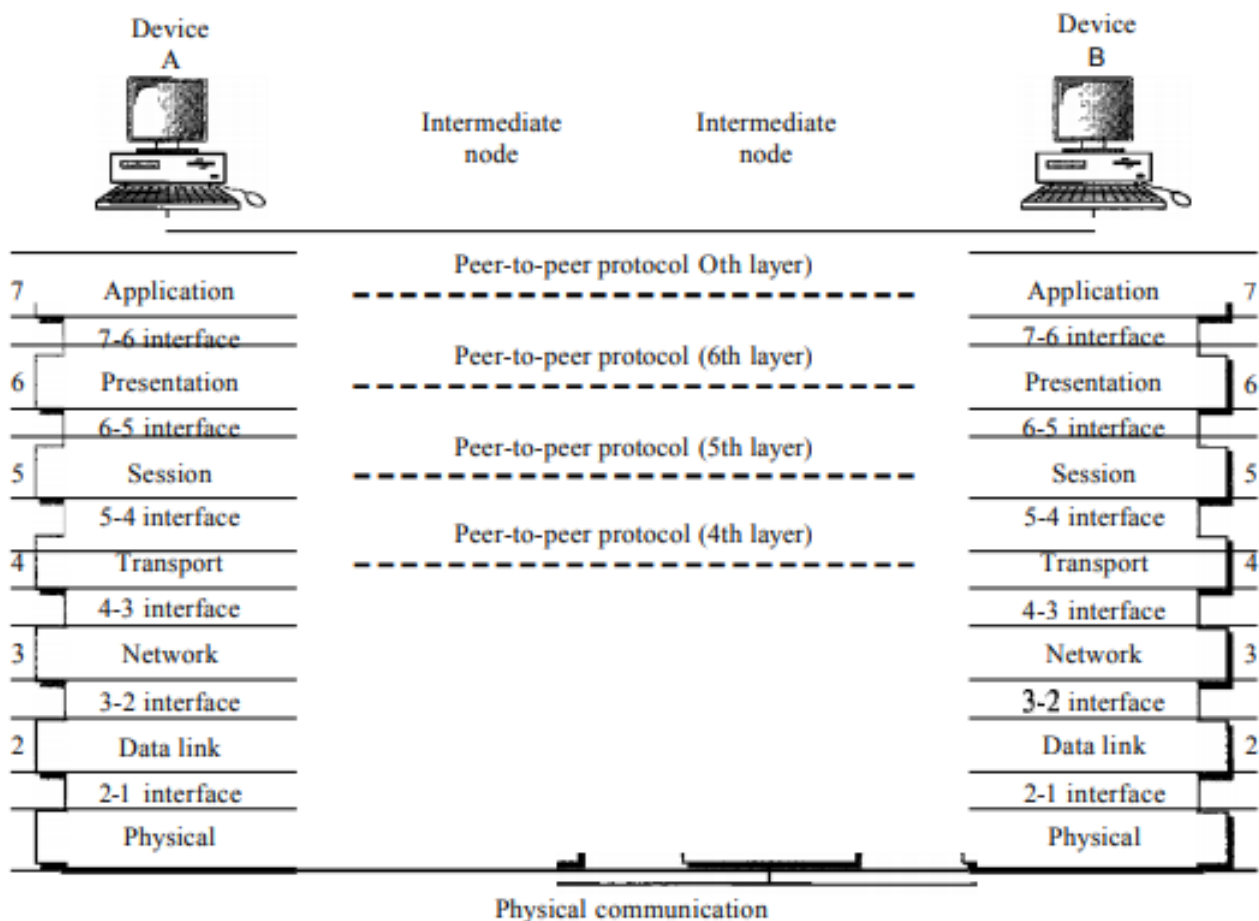 Device
A
Device
B
Intermediate
node
Intermediate
node
Peer-to-peer protocol Oth layer)
7 Application
Application 7
7-6 interface
7-6 interface
Peer-to-peer protocol (6th layer)
6 Presentation
Presentation 6
6-5 interface
6-5 interface
Peer-to-peer protocol (5th layer)
5 Session
Session 5
5-4 interface
5-4 interface
Peer-to-peer protocol (4th layer)
4 Transport
Transport 4
4-3 interface
4-3 interface
3 Network
Network 3
3-2 interface
3-2 interface
2 Data link
Data link 2
2-1 interface
2-1 interface
Physical
Physical
Physical communication